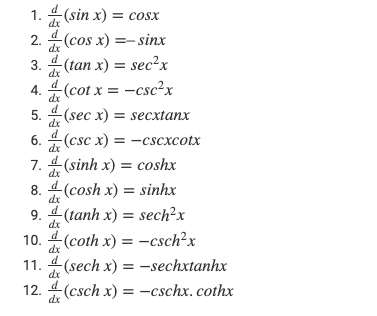 1. d/dx (sin x) = cosx
2. d/dx (cos x) =− sinx
3. d/dx (tan x) = sec²x
4. d/dx (cot x = −csc²x
5. d/dx (sec x) = secxtanx
6. d/dx (csc x) = −cscxcotx
7. d/dx (sinh x) = coshx
8. d/dx (cosh x) = sinhx
9. d/dx (tanh x) = sech²x
10. d/dx (coth x) = −csch²x
11. d/dx (sech x) = −sechxtanhx
12. d/dx (csch x) = −cschx. cothx